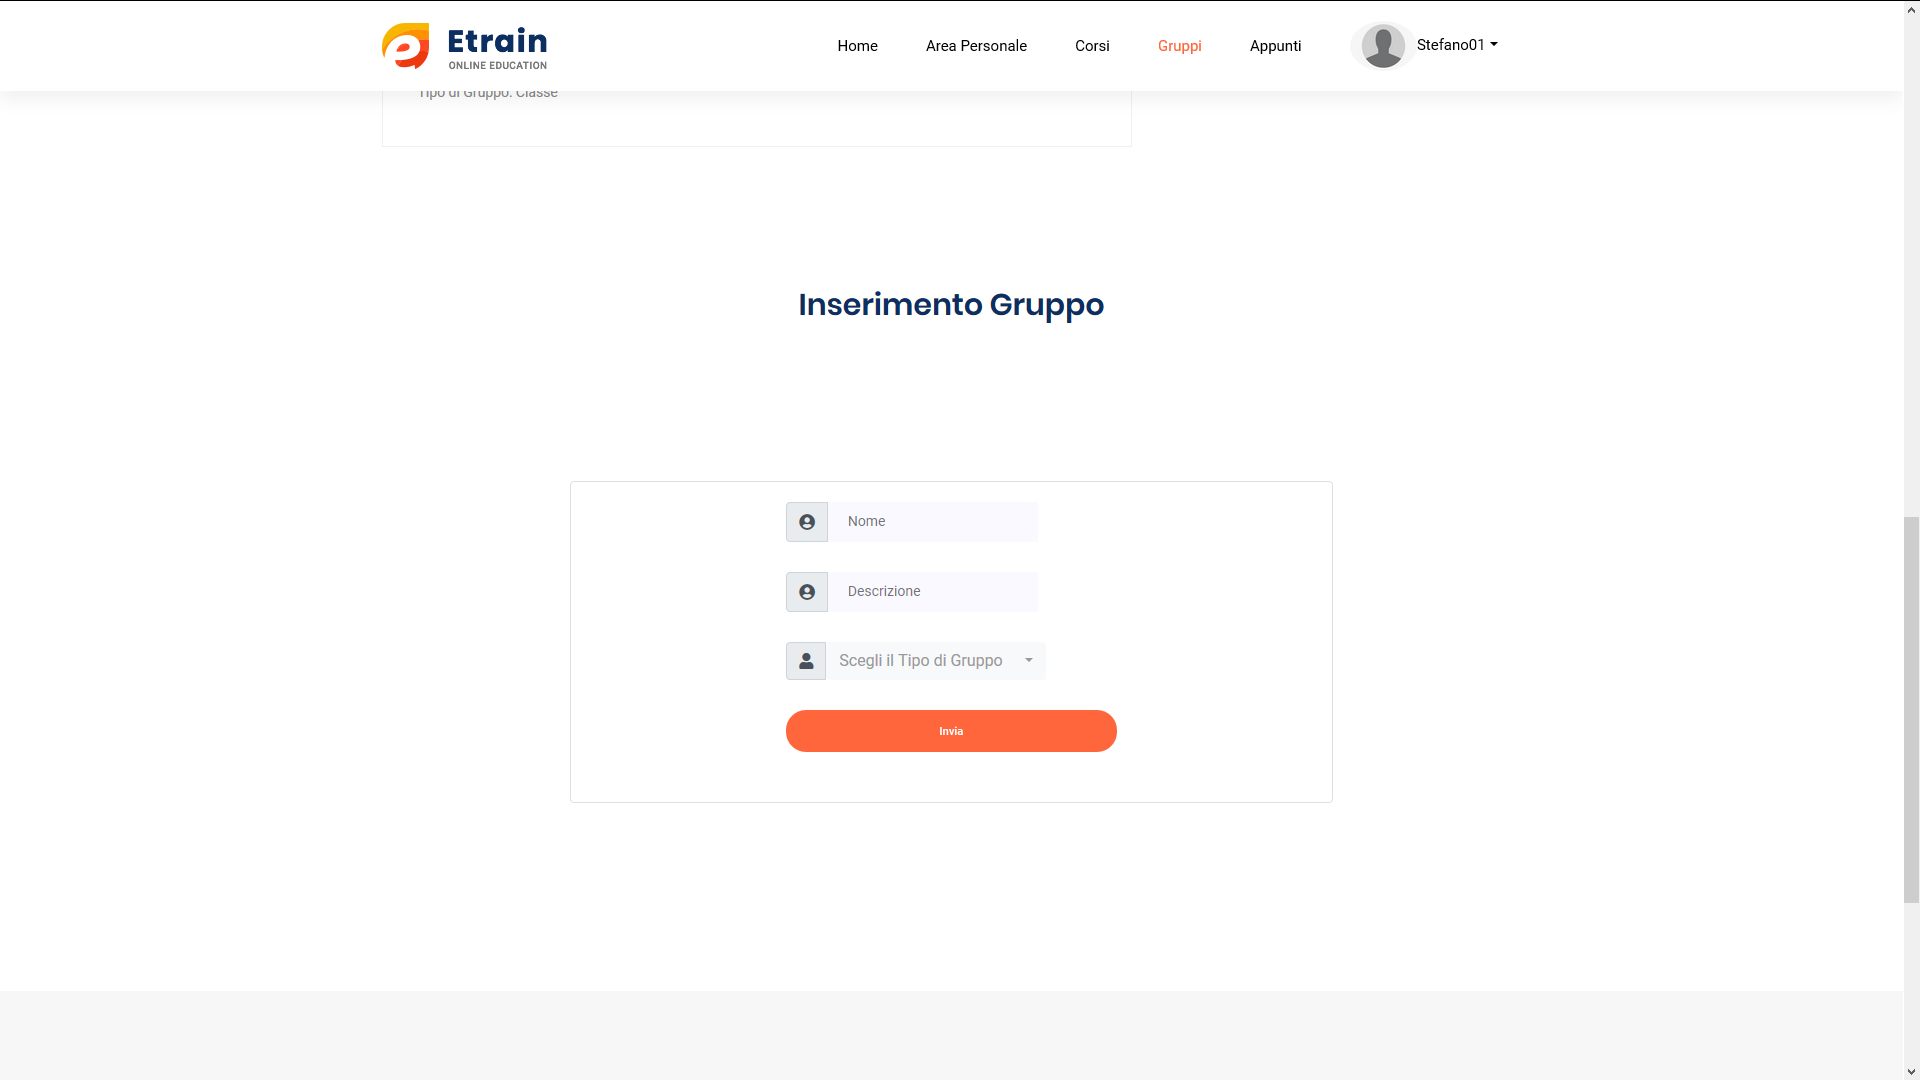 Etrain
ONLINE EDUCATION
Home
Area Personale
Corsi
Gruppi
Appunti
Stefano01
Tipo di Gruppo: Classe
Inserimento Gruppo
Nome
Descrizione
Scegli il Tipo di Gruppo
Invia